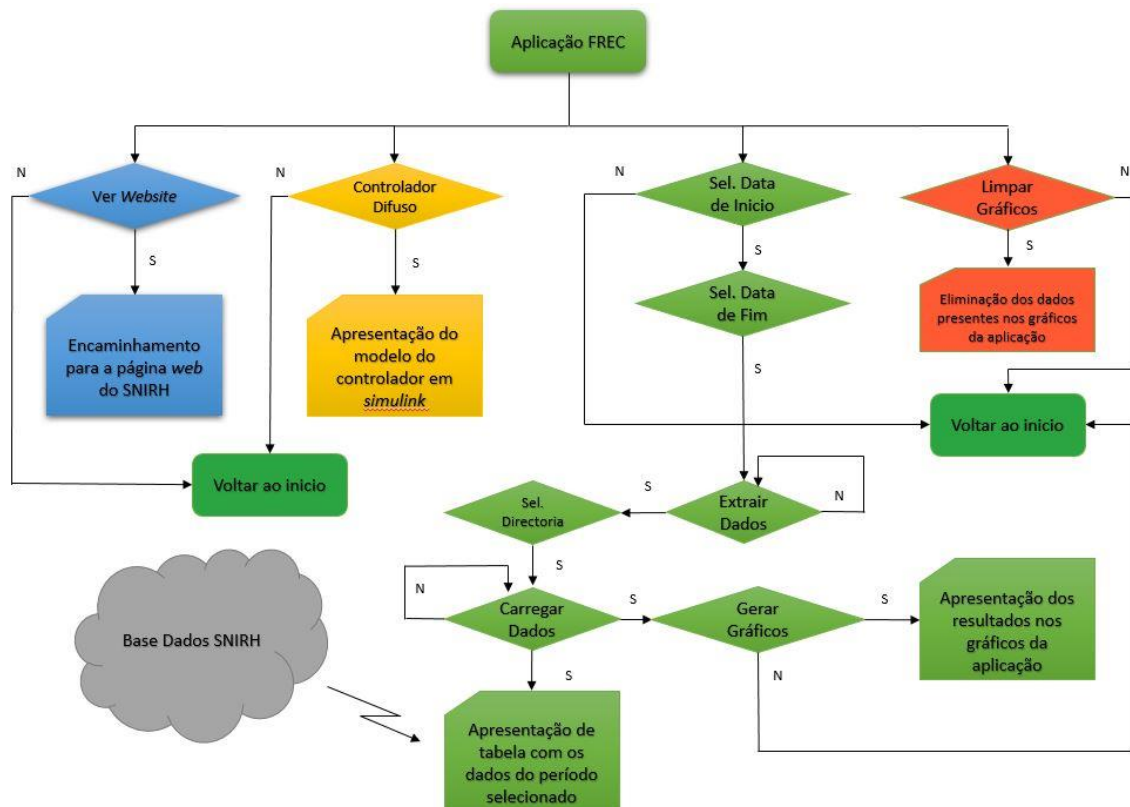 Aplicação FREC
N
Ver Website
S
Encaminhamento
para a página web
do SNIRH
N
Controlador
Difuso
S
Apresentação do
modelo do
controlador em
simulink
Voltar ao inicio
N
Sel. Data
de Inicio
S
Sel. Data
de Fim
S
N
Limpar
Gráficos
S
Eliminação dos dados
presentes nos gráficos
da aplicação
Voltar ao inicio
Extrair
Dados
N
S
Sel.
Directoria
S
N
Carregar
Dados
S
Gerar
Gráficos
S
N
Apresentação dos
resultados nos
gráficos da
aplicação
S
Base Dados SNIRH
Apresentação de
tabela com os
dados do período
selecionado